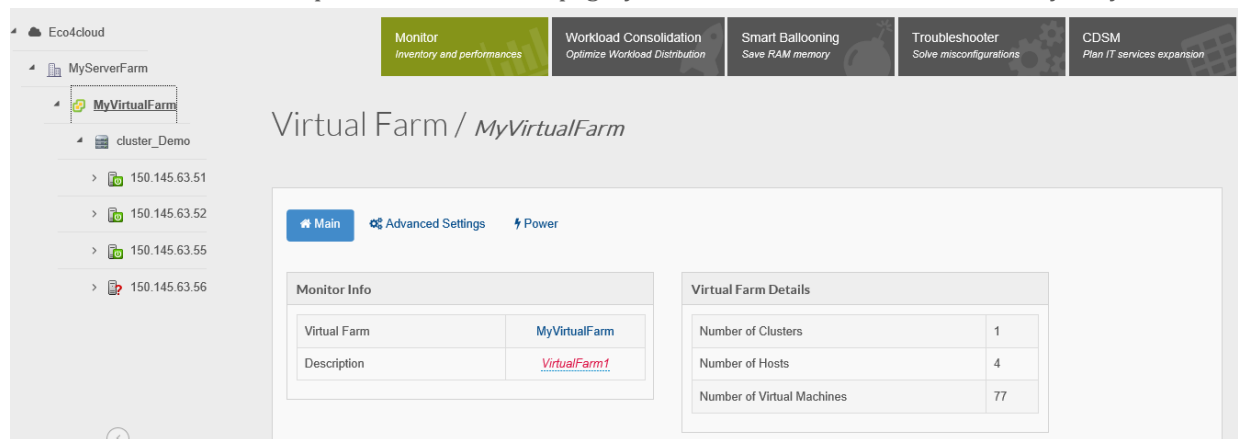 Eco4cloud
MyServerFarm
MyVirtualFarm
cluster_Demo
150.145.63.51
150.145.63.52
150.145.63.55
150.145.63.56
Monitor
Inventory and performances
Workload Consolidation
Optimize Workload Distribution
Smart Ballooning
Save RAM memory
Troubleshooter
Solve misconfigurations
CDSM
Plan IT services expansion
Virtual Farm / MyVirtualFarm
Main Advanced Settings Power
Monitor Info
Virtual Farm MyVirtualFarm
Description VirtualFarm1
Virtual Farm Details
Number of Clusters 1
Number of Hosts 4
Number of Virtual Machines 77